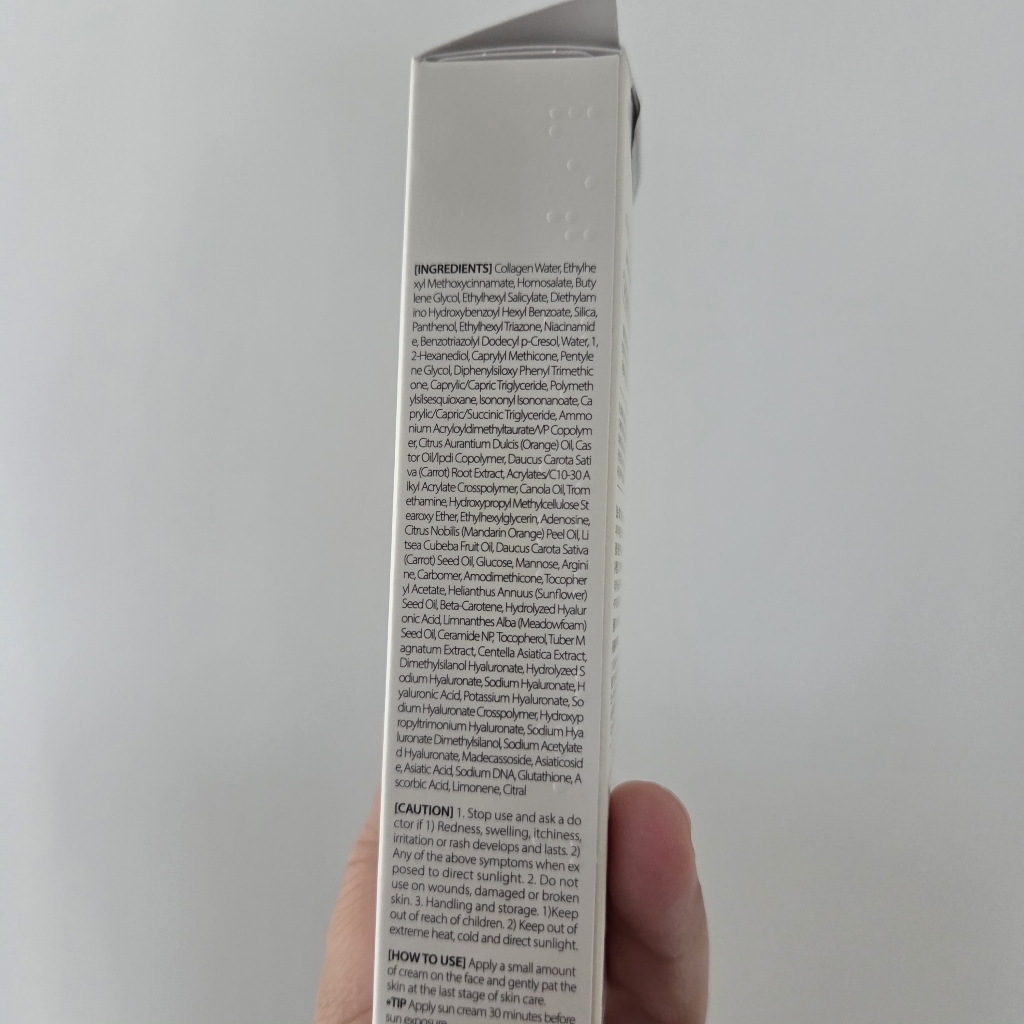 [INGREDIENTS] Collagen Water, Ethylhe
xyl Methoxycinnamate, Homosalate, Buty
lene Glycol, Ethylhexyl Salicylate, Diethylam
ino Hydroxybenzoyl Hexyl Benzoate, Silica,
Panthenol, Ethylhexyl Triazone, Niacinamid
e, Benzotriazolyl Dodecyl p-Cresol, Water, 1,
2-Hexanediol, Caprylyl Methicone, Pentyle
ne Glycol, Diphenylsiloxy Phenyl Trimethic
one, Caprylic/Capric Triglyceride, Polymeth
ylsilsesquioxane, Isononyl Isononanoate, Ca
prylic/Capric/Succinic Triglyceride, Ammo
nium Acryloyldimethyltaurate/VP Copolym
er, Citrus Aurantium Dulcis (Orange) Oil, Cas
tor Oil/Ipdi Copolymer, Daucus Carota Sati
va (Carrot) Root Extract, Acrylates/C10-30 A
lkyl Acrylate Crosspolymer, Canola Oil, Trom
ethamine, Hydroxypropyl Methylcellulose St
earoxy Ether, Ethylhexylglycerin, Adenosine,
Citrus Nobilis (Mandarin Orange) Peel Oil, Li
tsea Cubeba Fruit Oil, Daucus Carota Sativa
(Carrot) Seed Oil, Glucose, Mannose, Argini
ne, Carbomer, Amodimethicone, Tocopher
yl Acetate, Helianthus Annuus (Sunflower)
Seed Oil, Beta-Carotene, Hydrolyzed Hyalur
onic Acid, Limnanthes Alba (Meadowfoam)
Seed Oil, Ceramide NP, Tocopherol, Tuber M
agnatum Extract, Centella Asiatica Extract,
Dimethylsilanol Hyaluronate, Hydrolyzed S
odium Hyaluronate, Sodium Hyaluronate, H
yaluronic Acid, Potassium Hyaluronate, So
dium Hyaluronate Crosspolymer, Hydroxyp
ropyltrimonium Hyaluronate, Sodium Hya
luronate Dimethylsilanol, Sodium Acetylate
d Hyaluronate, Madecassoside, Asiaticosid
e, Asiatic Acid, Sodium DNA, Glutathione, A
scorbic Acid, Limonene, Citral
[CAUTION] 1. Stop use and ask a do
ctor if 1) Redness, swelling, itchiness,
irritation or rash develops and lasts. 2)
Any of the above symptoms when ex
posed to direct sunlight. 2. Do not
use on wounds, damaged or broken
skin. 3. Handling and storage. 1)Keep
out of reach of children. 2) Keep out of
extreme heat, cold and direct sunlight.
[HOW TO USE] Apply a small amount
of cream on the face and gently pat the
skin at the last stage of skin care.
*TIP Apply sun cream 30 minutes before
sun exposure